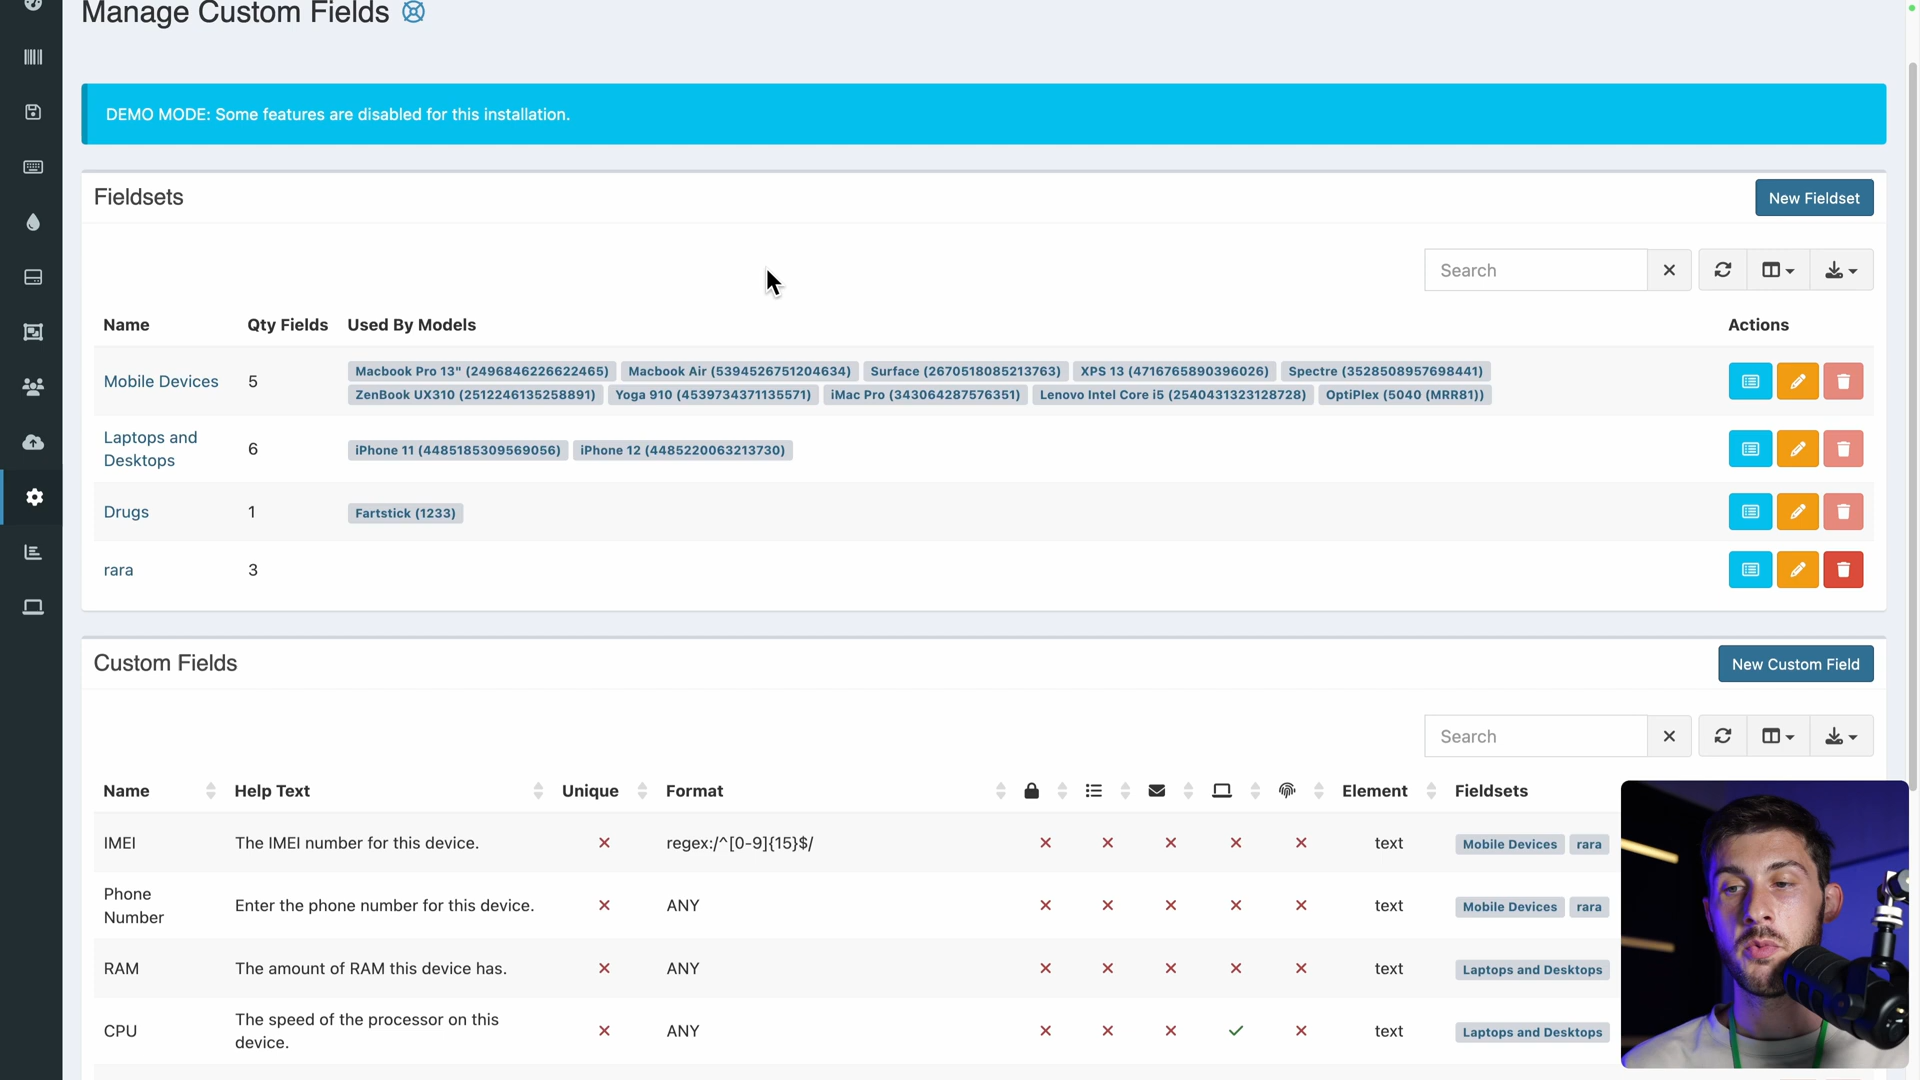 Manage Custom Fields
DEMO MODE: Some features are disabled for this installation.
Fieldsets
New Fieldset
Search
Name Qty Fields Used By Models Actions
Mobile Devices 5 Macbook Pro 13" (2496846226622465) Macbook Air (5394526751204634) Surface (2670518085213763) XPS 13 (4716765890396026) Spectre (3528508957698441)
ZenBook UX310 (2512246135258891) Yoga 910 (4539734371135571) iMac Pro (343064287576351) Lenovo Intel Core i5 (2540431323128728) OptiPlex (5040 (MRR81))
Laptops and
Desktops
6 iPhone 11 (4485185309569056) iPhone 12 (4485220063213730)
Drugs 1 Fartstick (1233)
rara 3
Custom Fields
New Custom Field
Search
Name Help Text Unique Format Element Fieldsets
IMEI The IMEI number for this device. regex:/^[0-9]{15}$/ text Mobile Devices rara
Phone
Number
Enter the phone number for this device. ANY text Mobile Devices rara
RAM The amount of RAM this device has. ANY text Laptops and Desktops
CPU The speed of the processor on this
device.
ANY text Laptops and Desktops